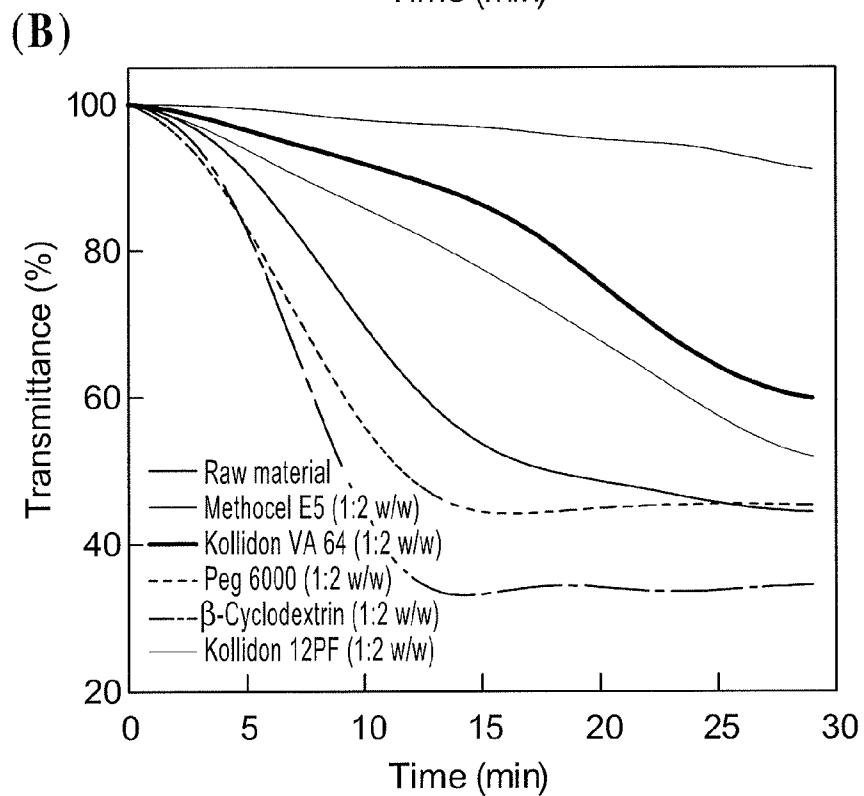 Time (min)
(B)
Transmittance (%)
100
80
60
40
20
Raw material
Methocel E5 (1:2 w/w)
Kollidon VA 64 (1:2 w/w)
Peg 6000 (1:2 w/w)
β-Cyclodextrin (1:2 w/w)
Kollidon 12PF (1:2 w/w)
0 5 10 15 20 25 30
Time (min)